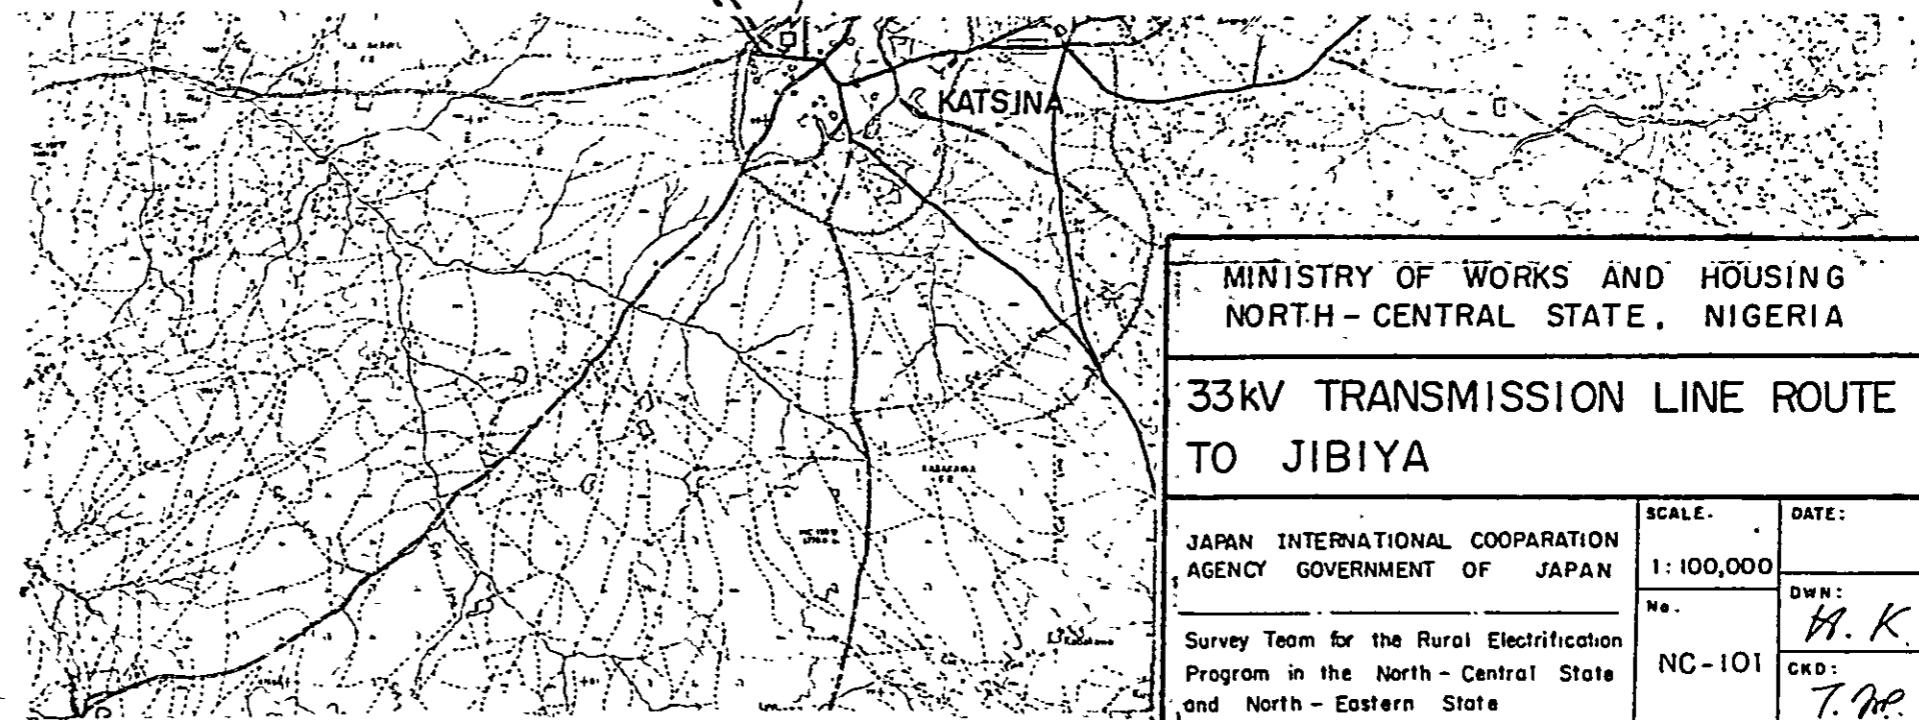 KATSINA
MINISTRY OF WORKS AND HOUSING
NORTH-CENTRAL STATE, NIGERIA
33kV TRANSMISSION LINE ROUTE
TO JIBIYA
JAPAN INTERNATIONAL COOPARATION
AGENCY GOVERNMENT OF JAPAN
Survey Team for the Rural Electrification
Program in the North-Central State
and North-Eastern State
SCALE.
1:100,000
No.
NC-101
DATE:
DWN:
H. K.
CKD: